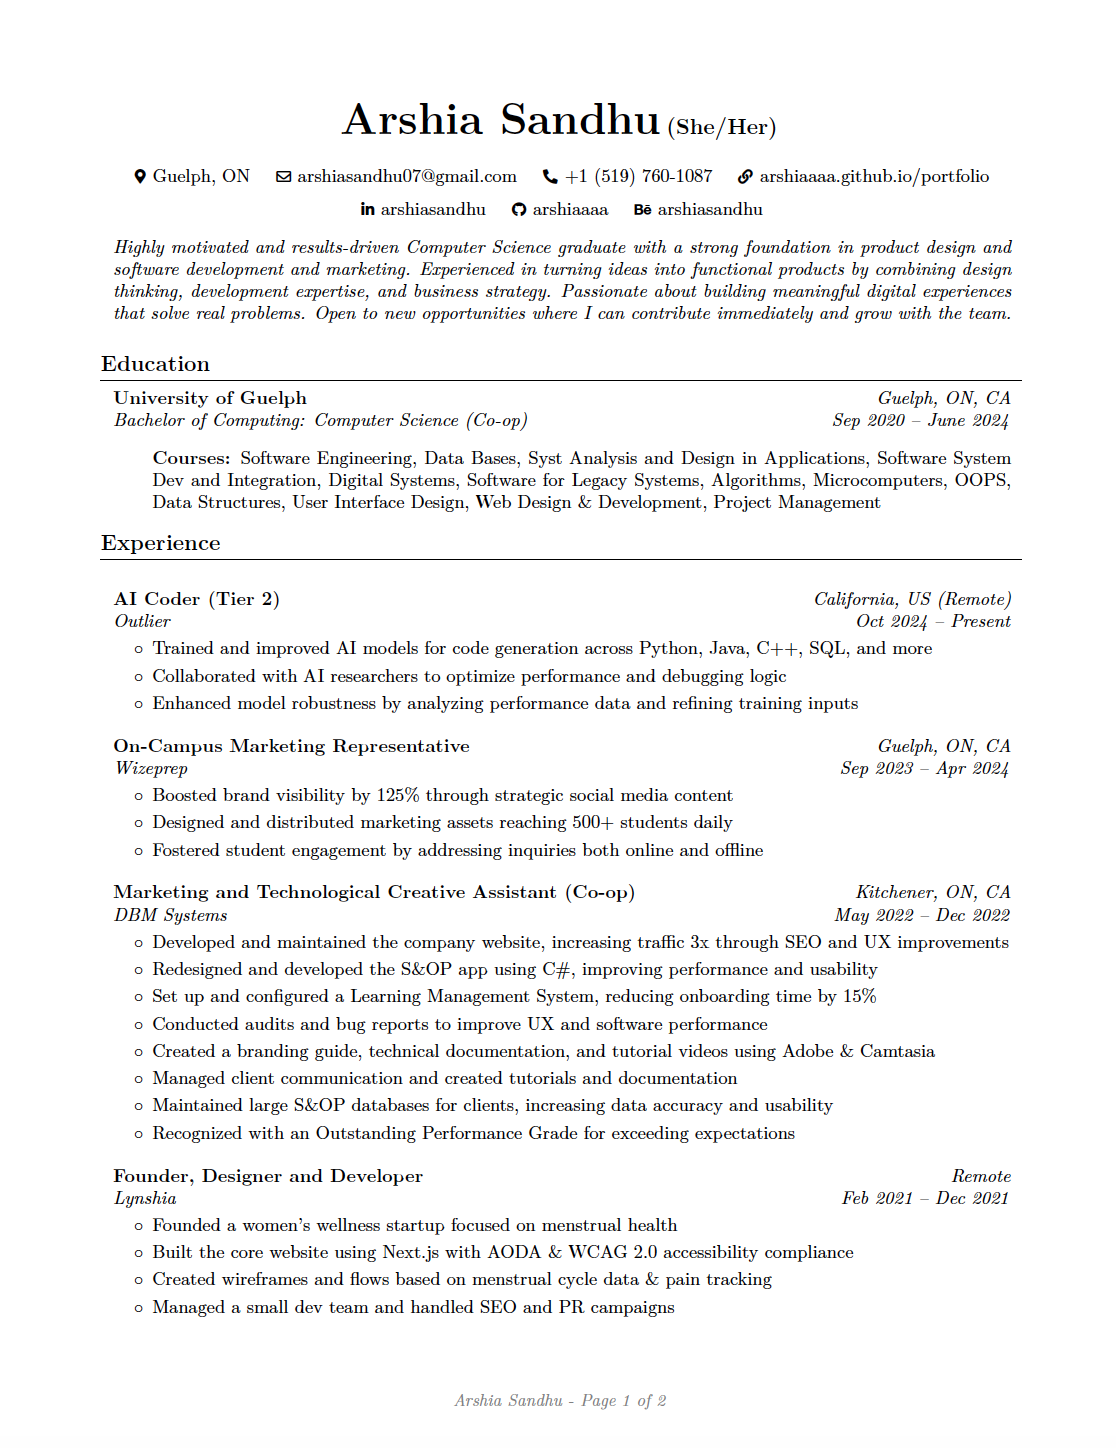 Arshia Sandhu (She/Her)
Guelph, ON arshiasandhu07@gmail.com +1 (519) 760-1087 arshiaaaa.github.io/portfolio
in arshiasandhu arshiaaaa Bē arshiasandhu
Highly motivated and results-driven Computer Science graduate with a strong foundation in product design and
software development and marketing. Experienced in turning ideas into functional products by combining design
thinking, development expertise, and business strategy. Passionate about building meaningful digital experiences
that solve real problems. Open to new opportunities where I can contribute immediately and grow with the team.
Education
University of Guelph Guelph, ON, CA
Bachelor of Computing: Computer Science (Co-op) Sep 2020 – June 2024
Courses: Software Engineering, Data Bases, Syst Analysis and Design in Applications, Software System
Dev and Integration, Digital Systems, Software for Legacy Systems, Algorithms, Microcomputers, OOPS,
Data Structures, User Interface Design, Web Design & Development, Project Management
Experience
AI Coder (Tier 2) California, US (Remote)
Outlier Oct 2024 – Present
○ Trained and improved AI models for code generation across Python, Java, C++, SQL, and more
○ Collaborated with AI researchers to optimize performance and debugging logic
○ Enhanced model robustness by analyzing performance data and refining training inputs
On-Campus Marketing Representative Guelph, ON, CA
Wizeprep Sep 2023 – Apr 2024
○ Boosted brand visibility by 125% through strategic social media content
○ Designed and distributed marketing assets reaching 500+ students daily
○ Fostered student engagement by addressing inquiries both online and offline
Marketing and Technological Creative Assistant (Co-op) Kitchener, ON, CA
DBM Systems May 2022 – Dec 2022
○ Developed and maintained the company website, increasing traffic 3x through SEO and UX improvements
○ Redesigned and developed the S&OP app using C#, improving performance and usability
○ Set up and configured a Learning Management System, reducing onboarding time by 15%
○ Conducted audits and bug reports to improve UX and software performance
○ Created a branding guide, technical documentation, and tutorial videos using Adobe & Camtasia
○ Managed client communication and created tutorials and documentation
○ Maintained large S&OP databases for clients, increasing data accuracy and usability
○ Recognized with an Outstanding Performance Grade for exceeding expectations
Founder, Designer and Developer Remote
Lynshia Feb 2021 – Dec 2021
○ Founded a women's wellness startup focused on menstrual health
○ Built the core website using Next.js with AODA & WCAG 2.0 accessibility compliance
○ Created wireframes and flows based on menstrual cycle data & pain tracking
○ Managed a small dev team and handled SEO and PR campaigns
Arshia Sandhu - Page 1 of 2